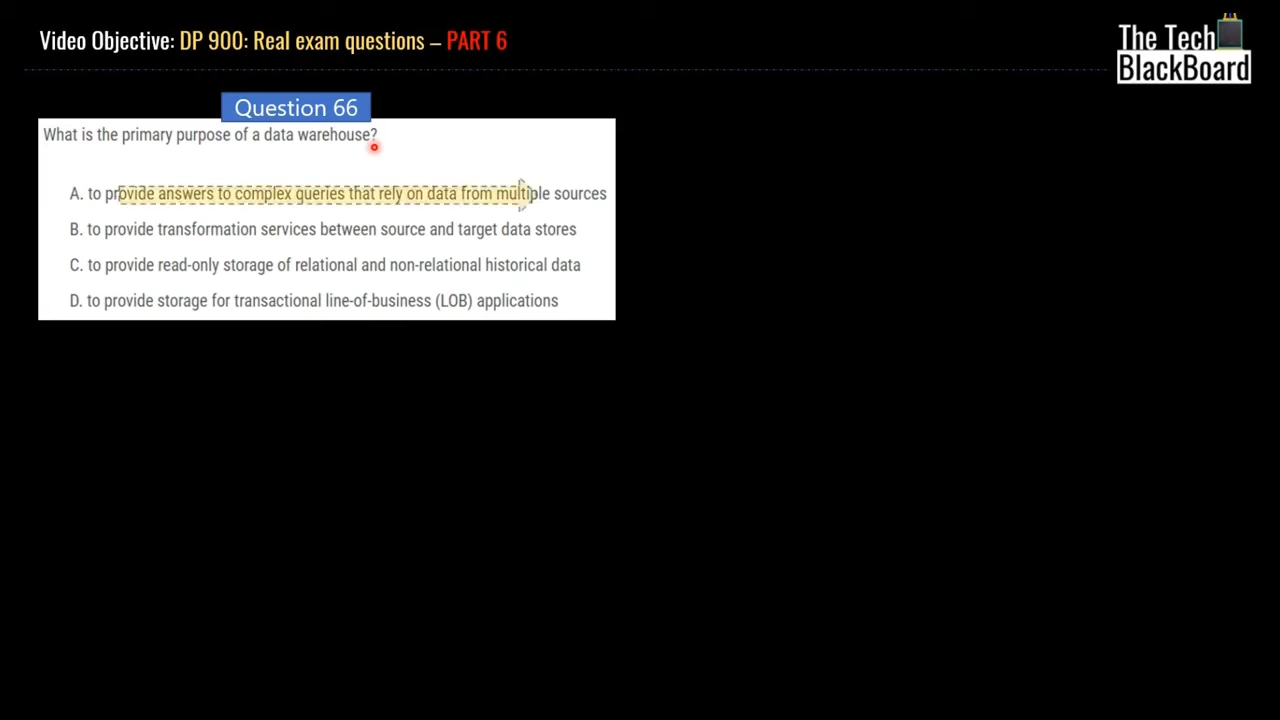 Video Objective: DP 900: Real exam questions – PART 6
The Tech
BlackBoard
Question 66
What is the primary purpose of a data warehouse?
A. to provide answers to complex queries that rely on data from multiple sources
B. to provide transformation services between source and target data stores
C. to provide read-only storage of relational and non-relational historical data
D. to provide storage for transactional line-of-business (LOB) applications